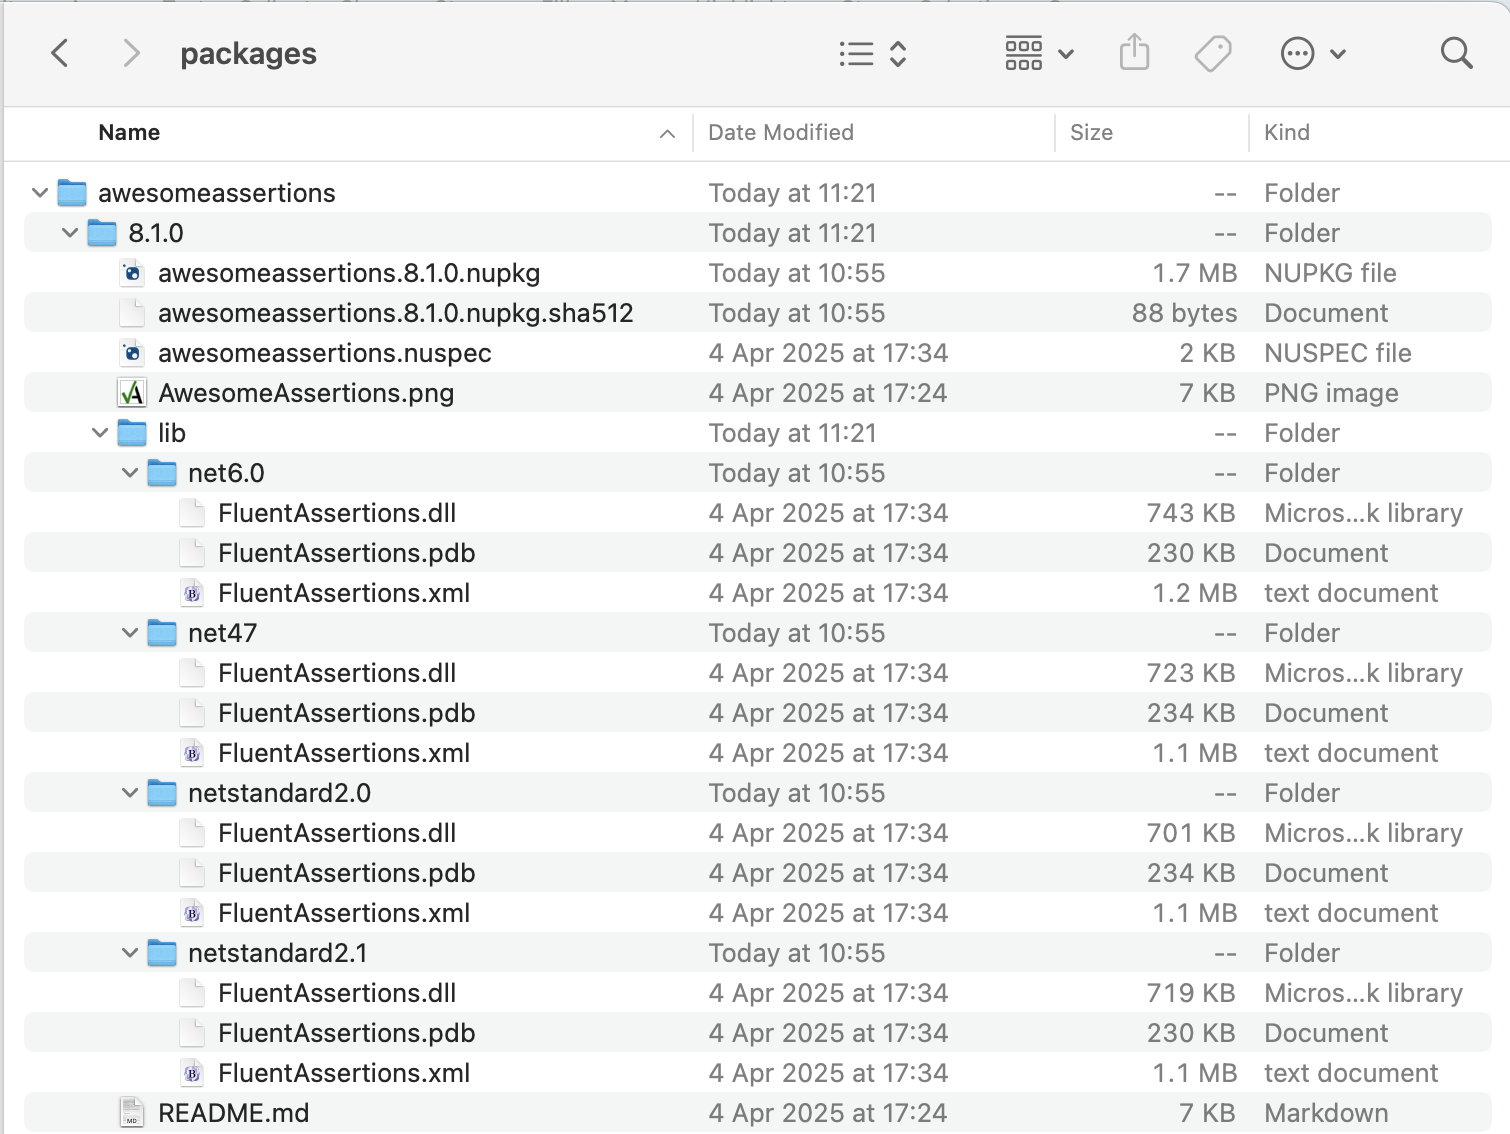 packages
Name Date Modified Size Kind
awesomeassertions Today at 11:21 -- Folder
8.1.0 Today at 11:21 -- Folder
awesomeassertions.8.1.0.nupkg Today at 10:55 1.7 MB NUPKG file
awesomeassertions.8.1.0.nupkg.sha512 Today at 10:55 88 bytes Document
awesomeassertions.nuspec 4 Apr 2025 at 17:34 2 KB NUSPEC file
AwesomeAssertions.png 4 Apr 2025 at 17:24 7 KB PNG image
lib Today at 11:21 -- Folder
net6.0 Today at 10:55 -- Folder
FluentAssertions.dll 4 Apr 2025 at 17:34 743 KB Micros...k library
FluentAssertions.pdb 4 Apr 2025 at 17:34 230 KB Document
FluentAssertions.xml 4 Apr 2025 at 17:34 1.2 MB text document
net47 Today at 10:55 -- Folder
FluentAssertions.dll 4 Apr 2025 at 17:34 723 KB Micros...k library
FluentAssertions.pdb 4 Apr 2025 at 17:34 234 KB Document
FluentAssertions.xml 4 Apr 2025 at 17:34 1.1 MB text document
netstandard2.0 Today at 10:55 -- Folder
FluentAssertions.dll 4 Apr 2025 at 17:34 701 KB Micros...k library
FluentAssertions.pdb 4 Apr 2025 at 17:34 234 KB Document
FluentAssertions.xml 4 Apr 2025 at 17:34 1.1 MB text document
netstandard2.1 Today at 10:55 -- Folder
FluentAssertions.dll 4 Apr 2025 at 17:34 719 KB Micros...k library
FluentAssertions.pdb 4 Apr 2025 at 17:34 230 KB Document
FluentAssertions.xml 4 Apr 2025 at 17:34 1.1 MB text document
README.md 4 Apr 2025 at 17:24 7 KB Markdown